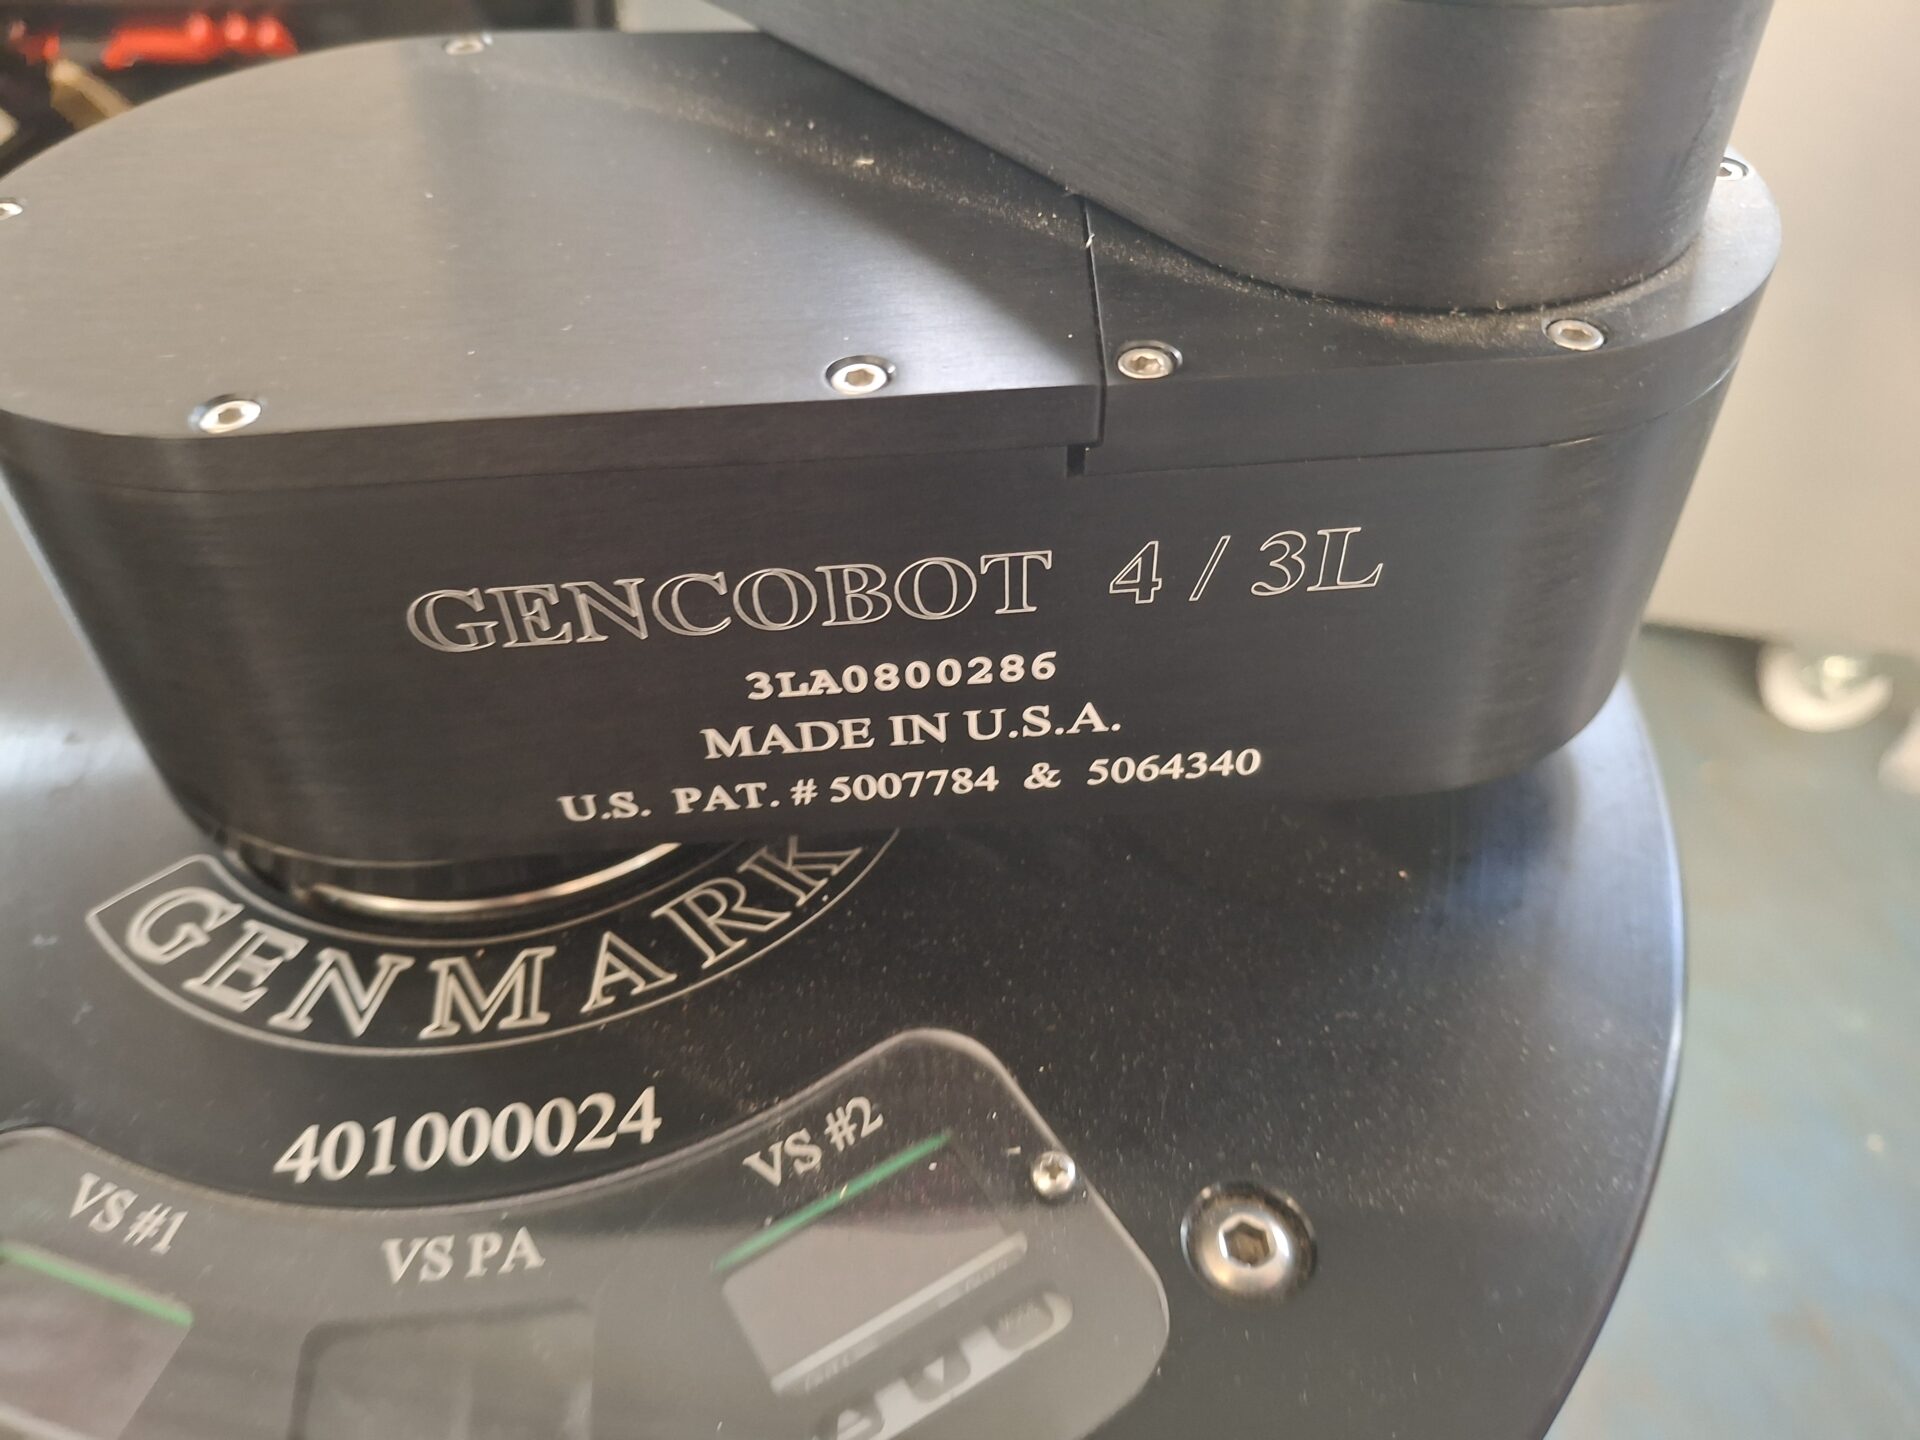 GENCOBOT 4 / 3L
3LA0800286
MADE IN U.S.A.
U.S. PAT. # 5007784 & 5064340
GENMARK
401000024
VS #1
VS PA
VS #2